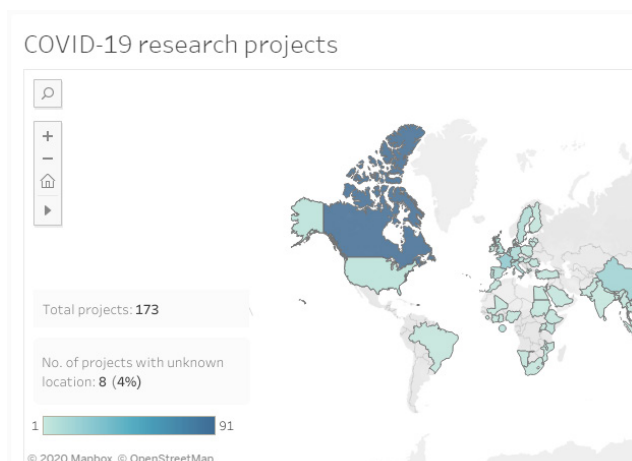 COVID-19 research projects
Total projects: 173
No. of projects with unknown
location: 8 (4%)
1 91
© 2020 Mapbox © OpenStreetMap